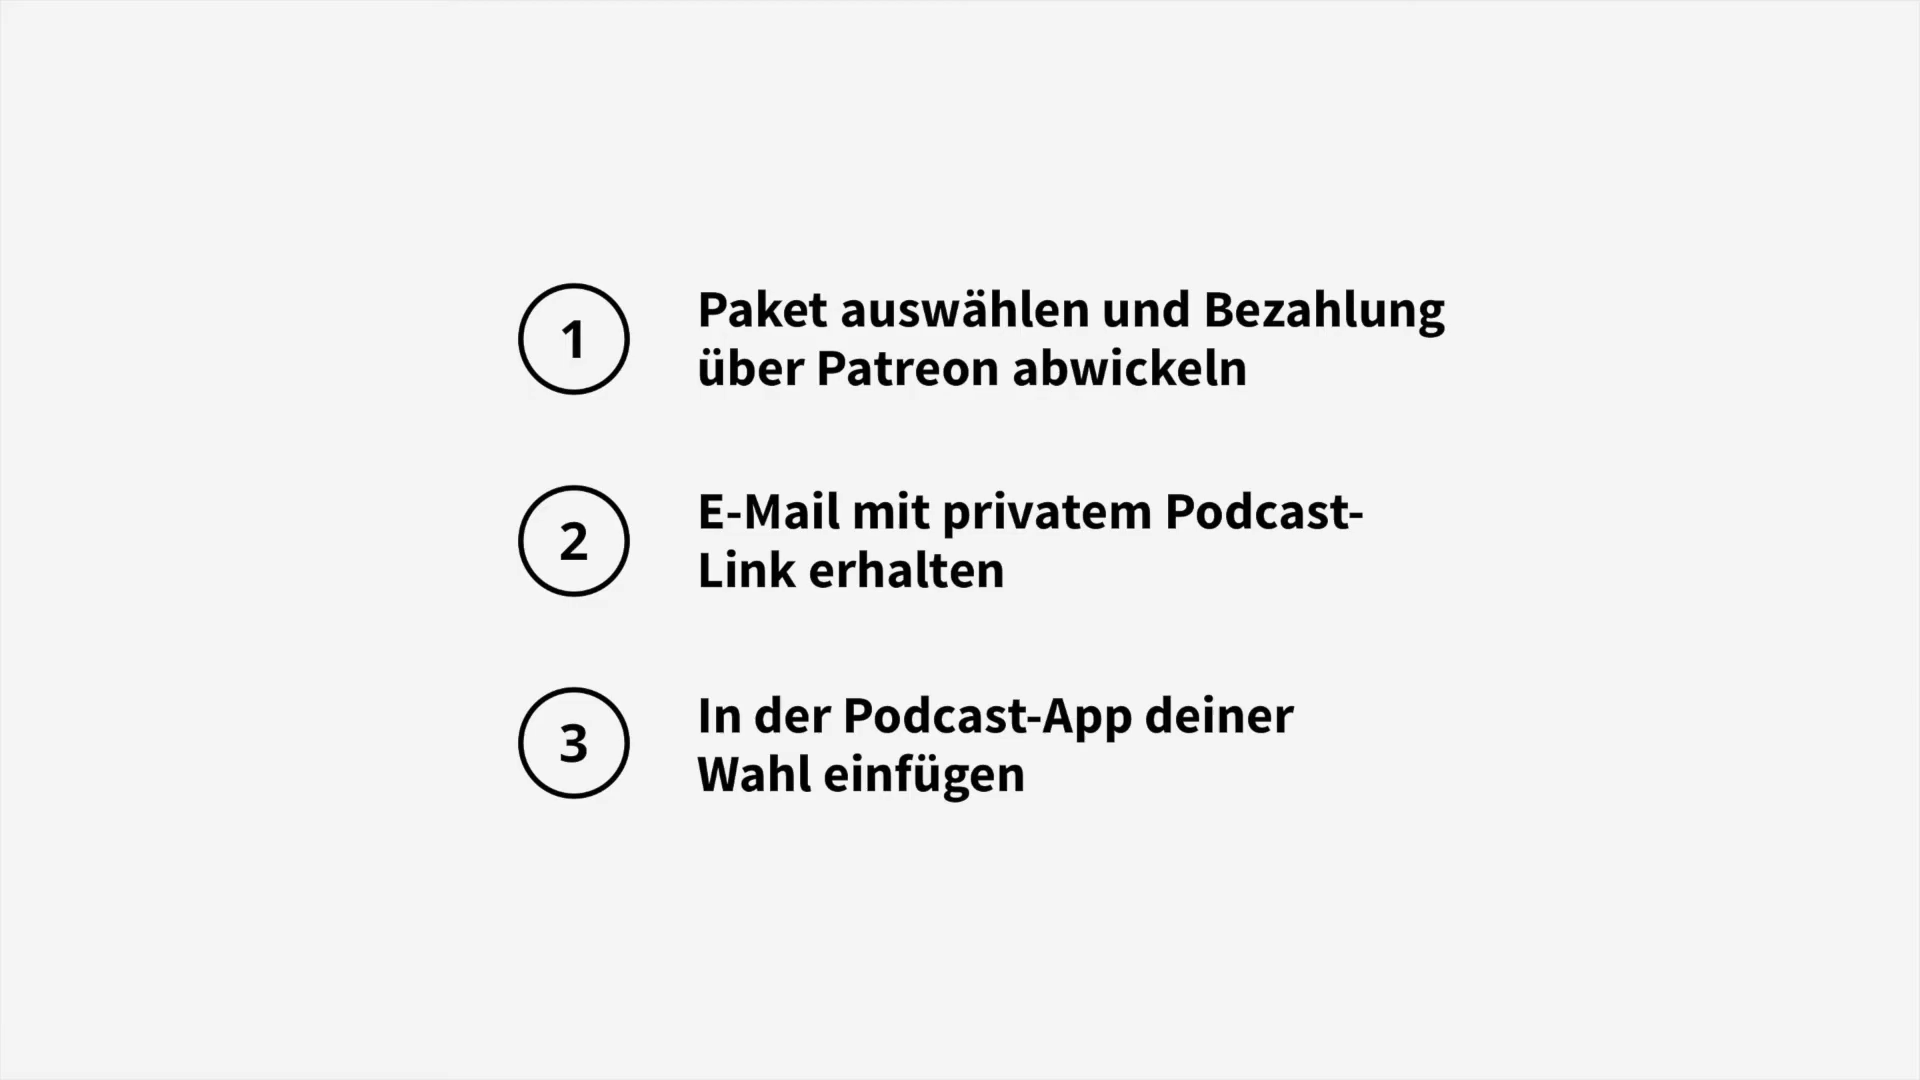 1
Paket auswählen und Bezahlung
über Patreon abwickeln
2
E-Mail mit privatem Podcast-
Link erhalten
3
In der Podcast-App deiner
Wahl einfügen